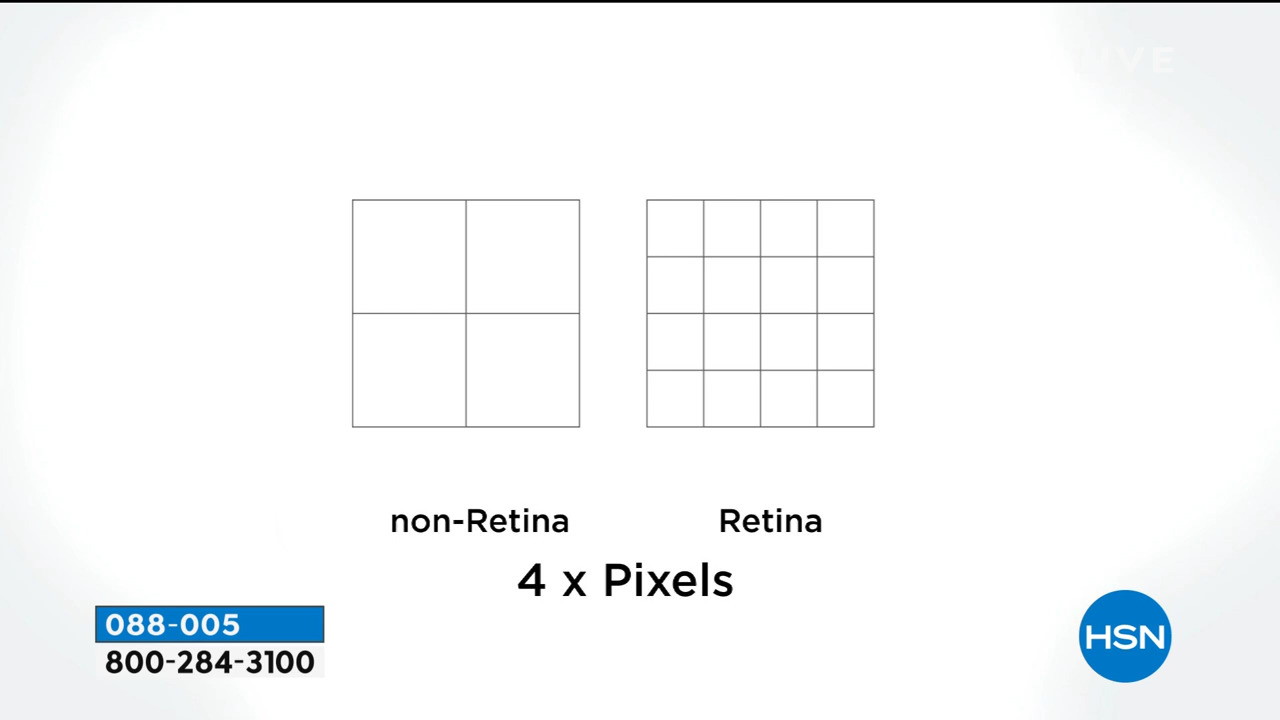 non-Retina
Retina
4 x Pixels
088-005
800-284-3100
HSN